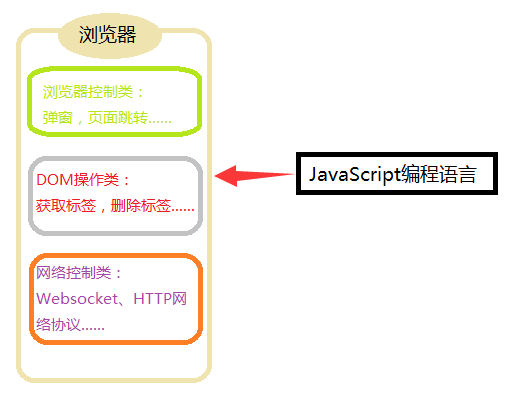 浏览器
浏览器控制类：
弹窗，页面跳转......
DOM操作类：
获取标签，删除标签......
JavaScript编程语言
网络控制类：
Websocket、HTTP网
络协议......